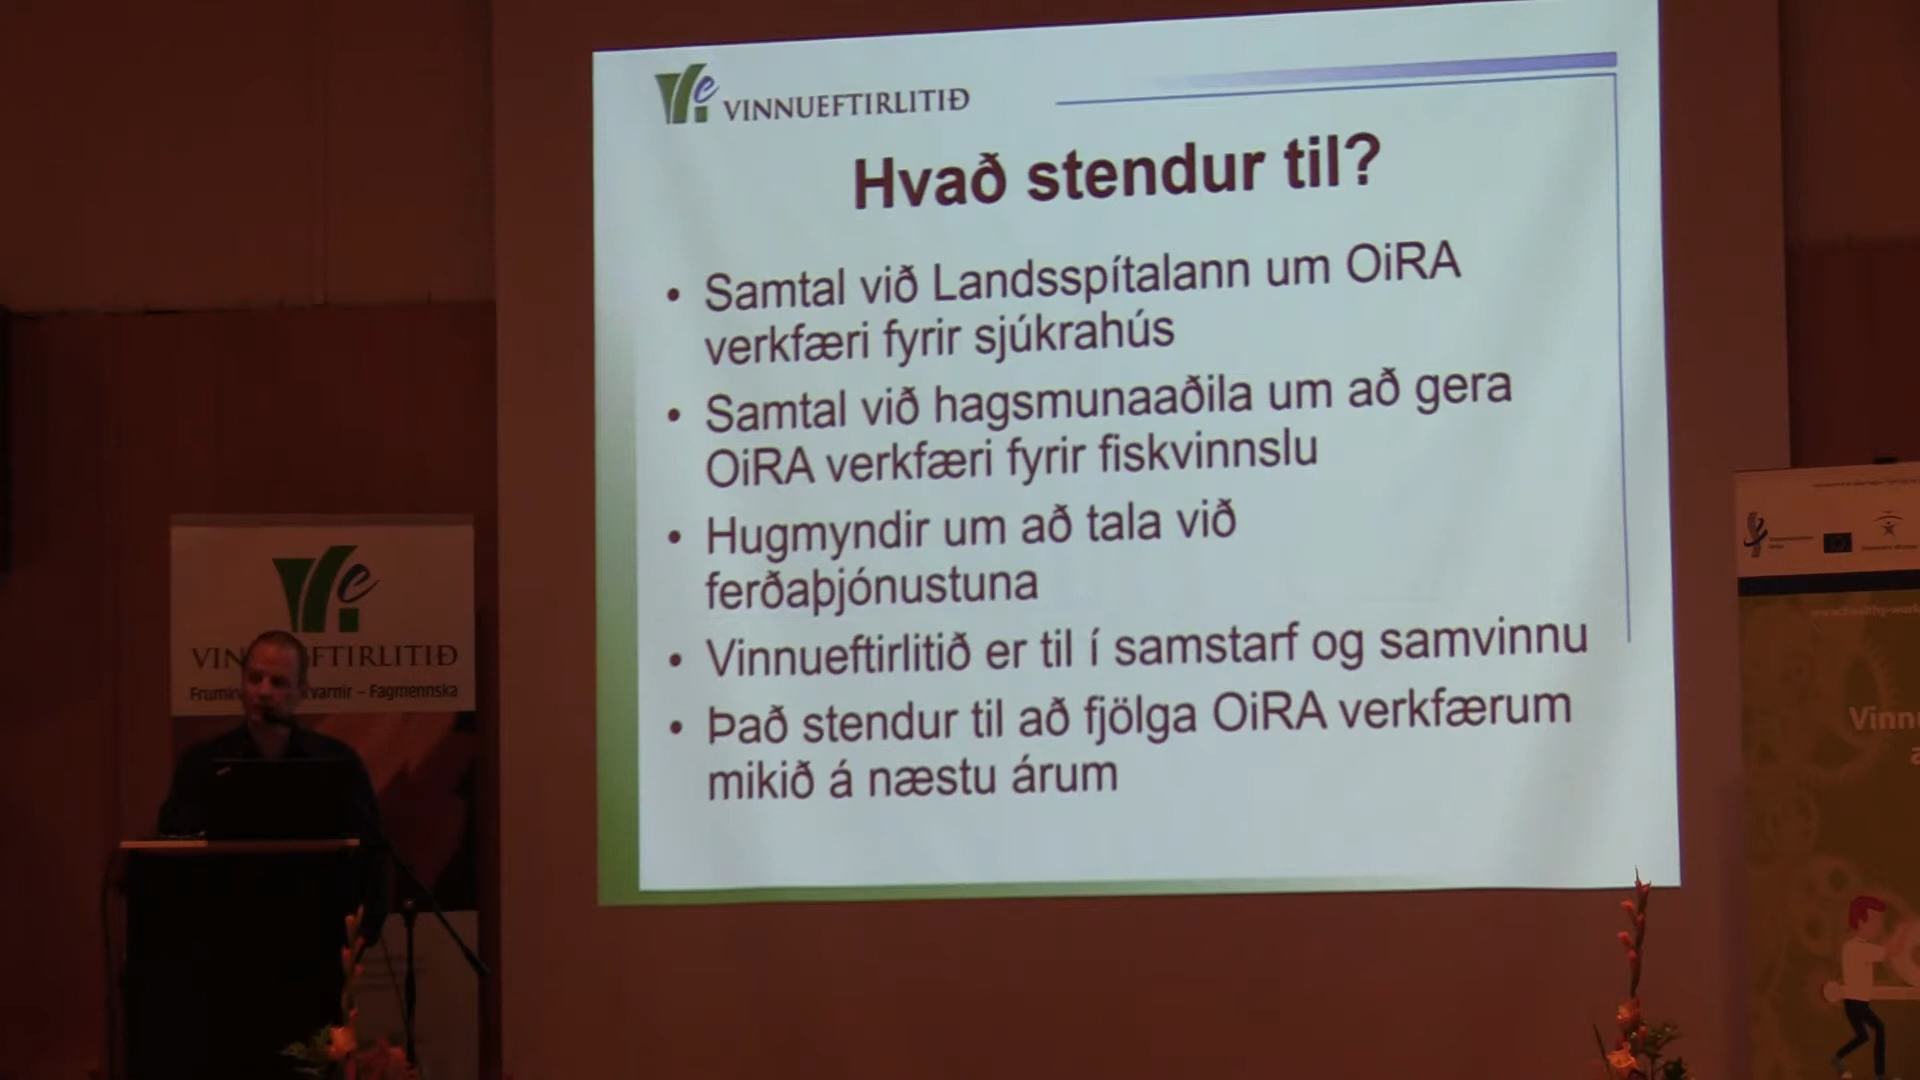 VINNUEFTIRLITIÐ
Hvað stendur til?
• Samtal við Landsspítalann um OiRA
verkfæri fyrir sjúkrahús
• Samtal við hagsmunaaðila um að gera
OiRA verkfæri fyrir fiskvinnslu
• Hugmyndir um að tala við
ferðaþjónustuna
• Vinnueftirlitið er til í samstarf og samvinnu
• Það stendur til að fjölga OiRA verkfærum
mikið á næstu árum
– Fagmennska